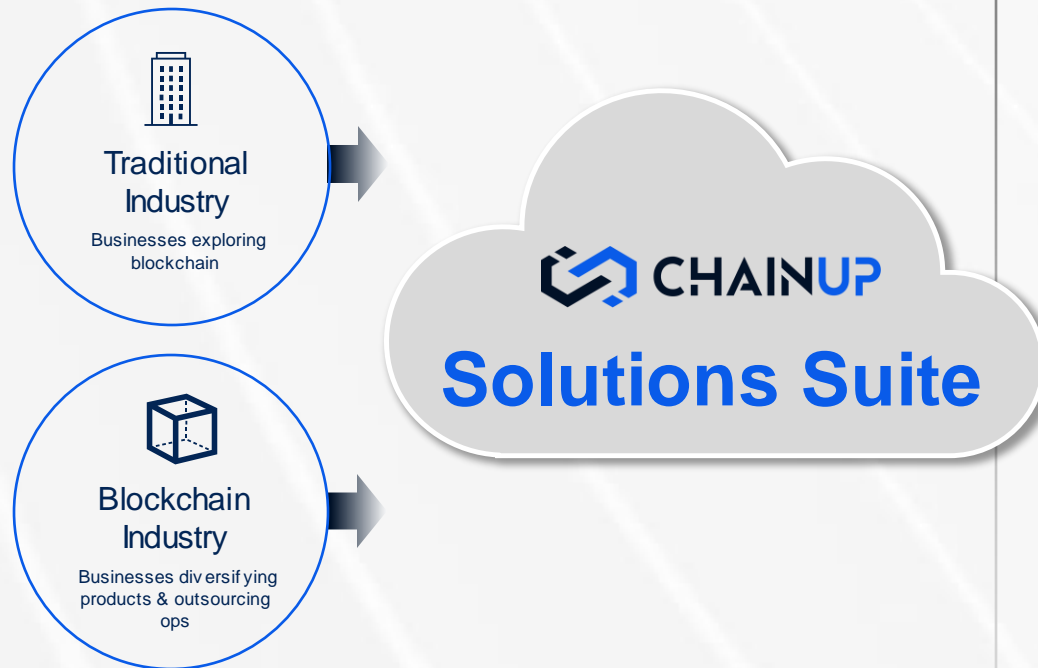 Traditional
Industry
Businesses exploring
blockchain
CHAINUP
Solutions Suite
Blockchain
Industry
Businesses diversifying
products & outsourcing
ops